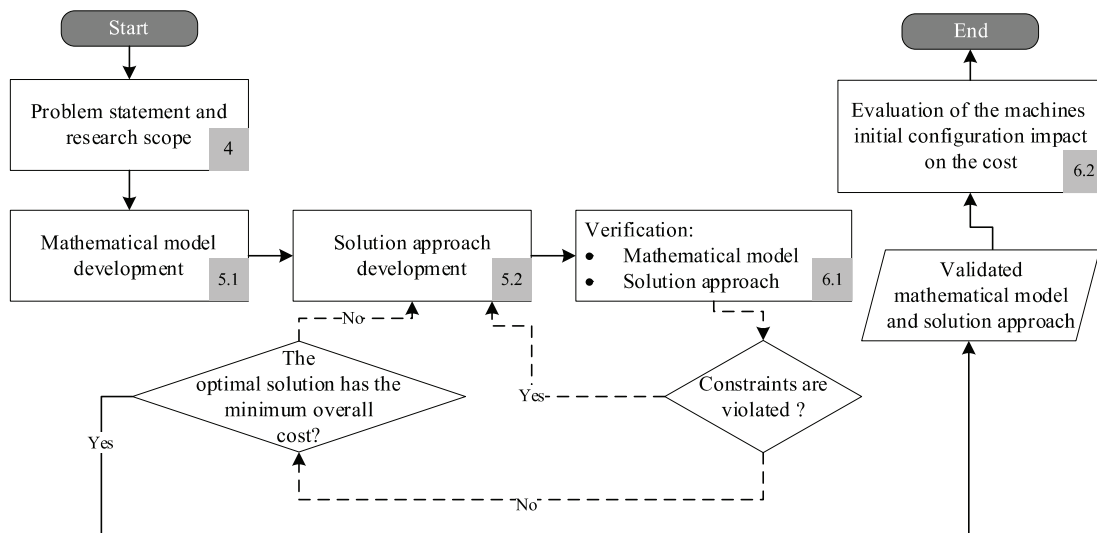 Start
Problem statement and
research scope
4
Mathematical model
development
5.1
Solution approach
development
5.2
Verification:
• Mathematical model
• Solution approach
6.1
Constraints are
violated ?
Yes
No
The
optimal solution has the
minimum overall
cost?
No
Yes
Validated
mathematical model
and solution approach
Evaluation of the machines
initial configuration impact
on the cost
6.2
End